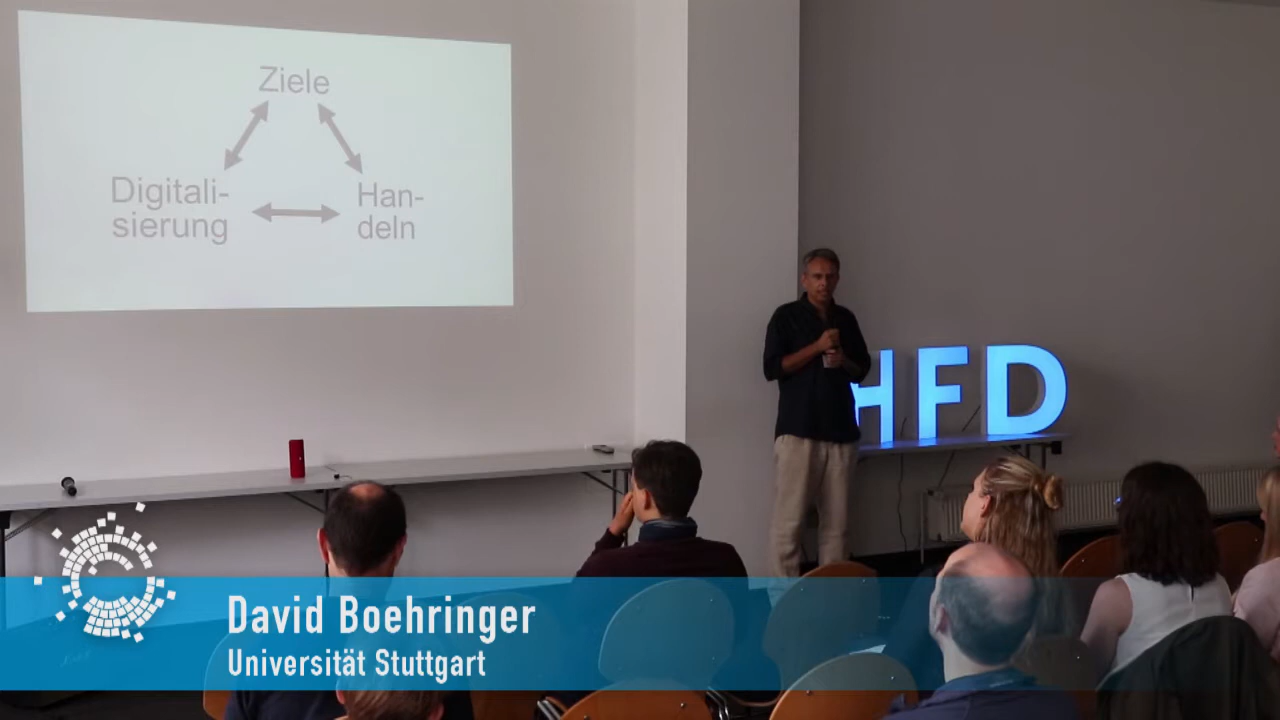 Ziele
Digitali-
sierung
Han-
deln
HFD
David Boehringer
Universität Stuttgart